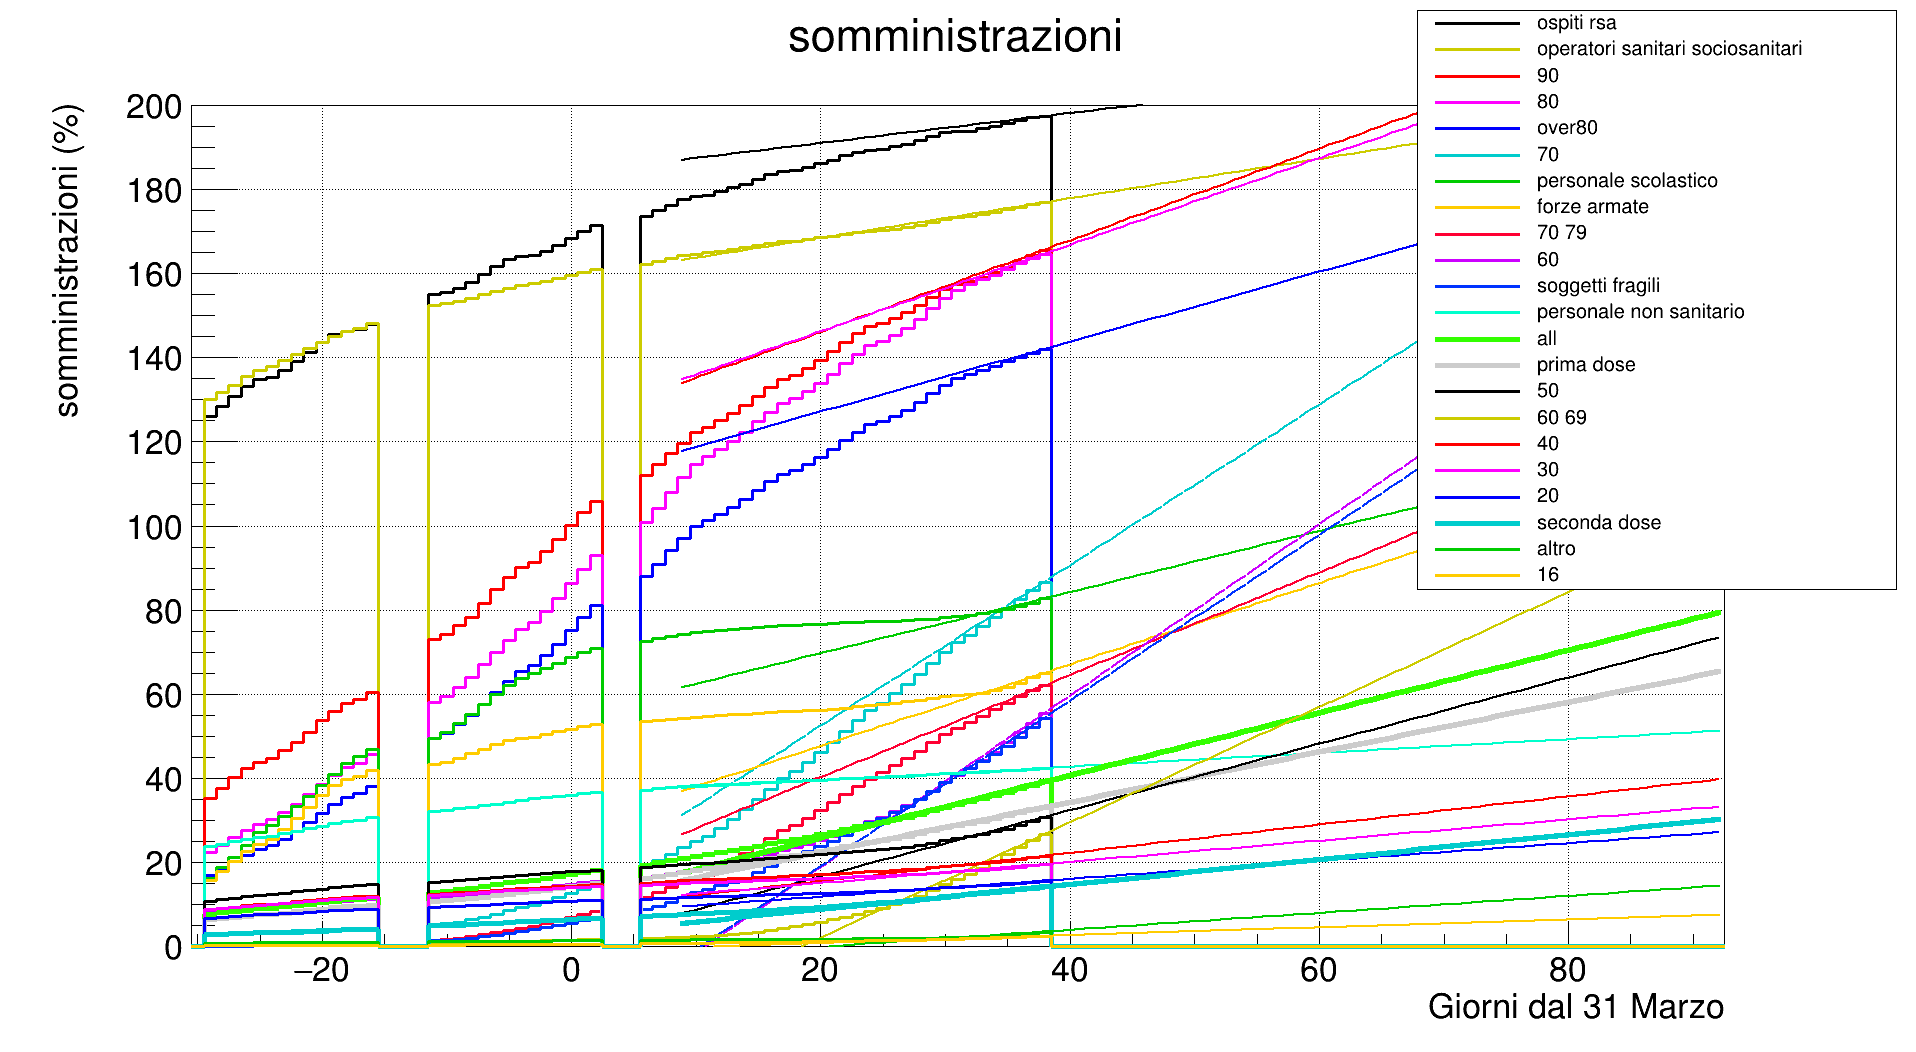 somministrazioni
somministrazioni (%)
200
180
160
140
120
100
80
60
40
20
0
−20
0
20
40
60
80
Giorni dal 31 Marzo
ospiti rsa
operatori sanitari sociosanitari
90
80
over80
70
personale scolastico
forze armate
70 79
60
soggetti fragili
personale non sanitario
all
prima dose
50
60 69
40
30
20
seconda dose
altro
16